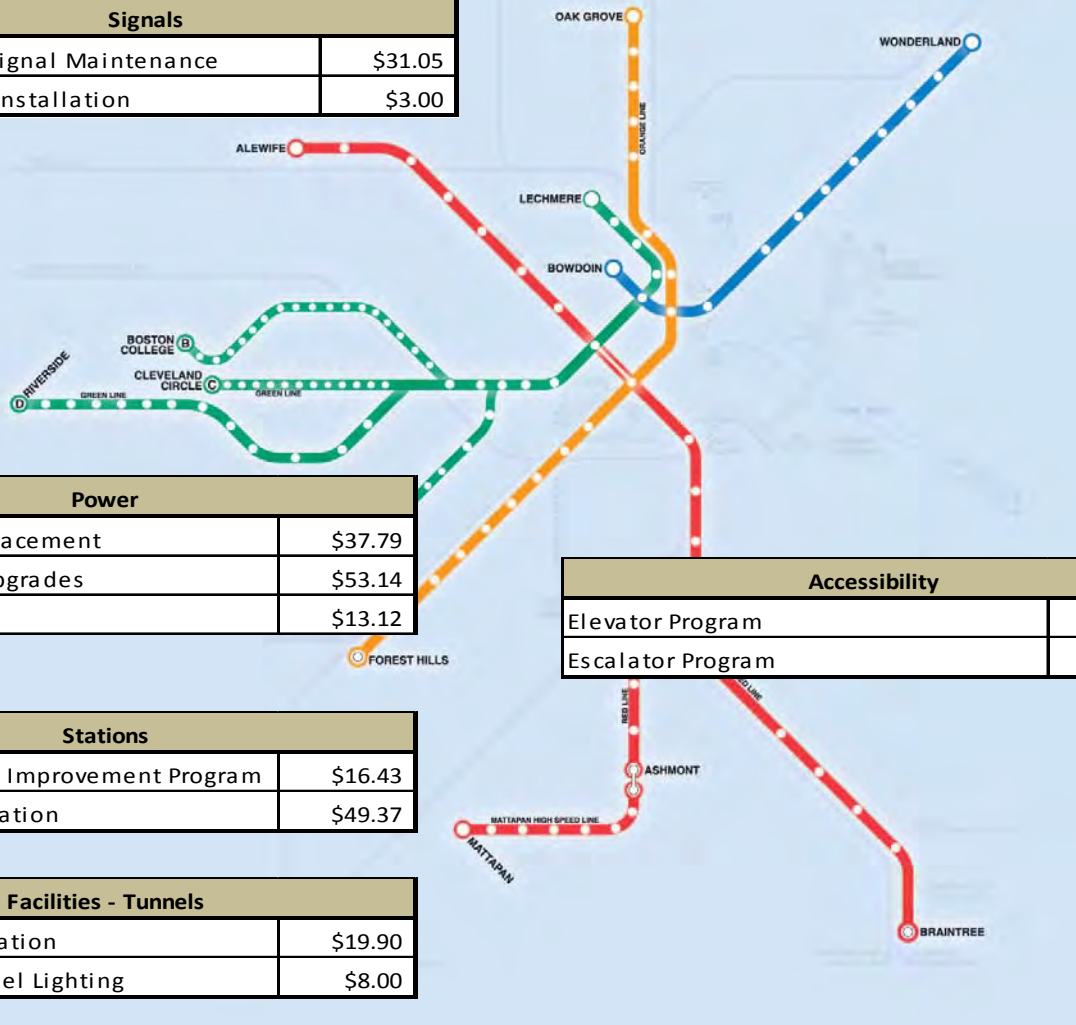 Signals
ignal Maintenance $31.05
nstallation $3.00
OAK GROVE
WONDERLAND
ORANGE LINE
ALEWIFE
LECHMERE
BOWDOIN
BOSTON
COLLEGE B
CLEVELAND
CIRCLE C
RIVERSIDE
D
GREEN LINE
GREEN LINE
Power
acement $37.79
pgrades $53.14
$13.12
Accessibility
Elevator Program
Escalator Program
FOREST HILLS
RED LINE
ED LINE
Stations
Improvement Program $16.43
ation $49.37
ASHMONT
MATTAPAN HIGH SPEED LINE
MATTAPAN
Facilities - Tunnels
ation $19.90
el Lighting $8.00
BRAINTREE